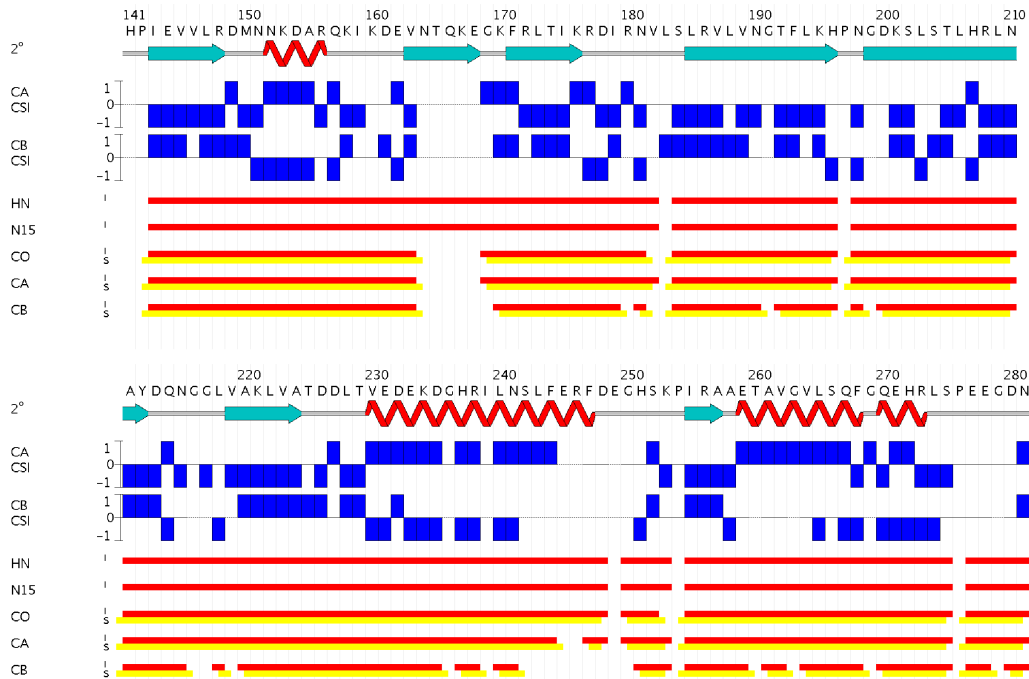 141 150 160 170 180 190 200 210
H P I E V V L R D M N N K D A R Q K I K D E V N T Q K E G K F R L T I K R D I R N V L S L R V L V N G T F L K H P N G D K S L S T L H R L N
2°
CA CSI 1 0 -1
CB CSI 1 0 -1
HN I
N15 I
CO I S
CA I S
CB I S
220 230 240 250 260 270 280
A Y D Q N G G L V A K L V A T D D L T V E D E K D G H R I L N S L F E R F D E G H S K P I R A A E T A V G V L S Q F G Q E H R L S P E E G D N
2°
CA CSI 1 0 -1
CB CSI 1 0 -1
HN I
N15 I
CO I S
CA I S
CB I S